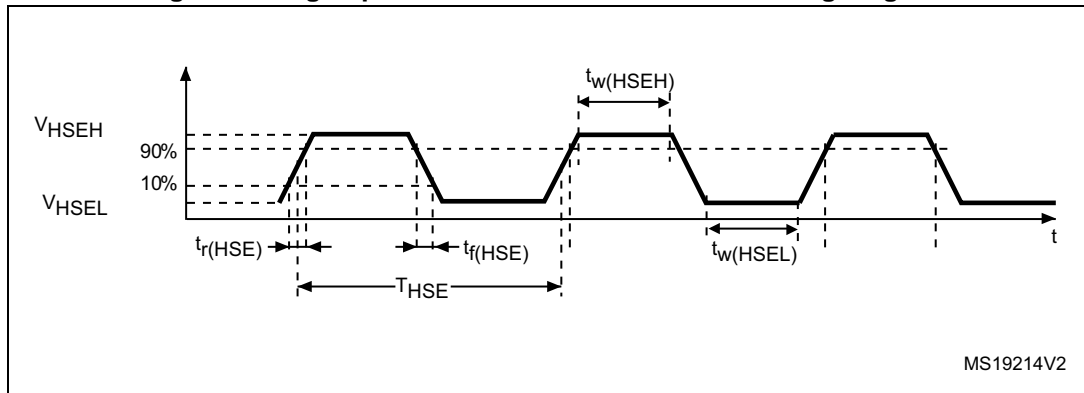 tw(HSEH)
VHSEH
90%
10%
VHSEL
tr(HSE)
tf(HSE)
tw(HSEL)
t
THSE
MS19214V2